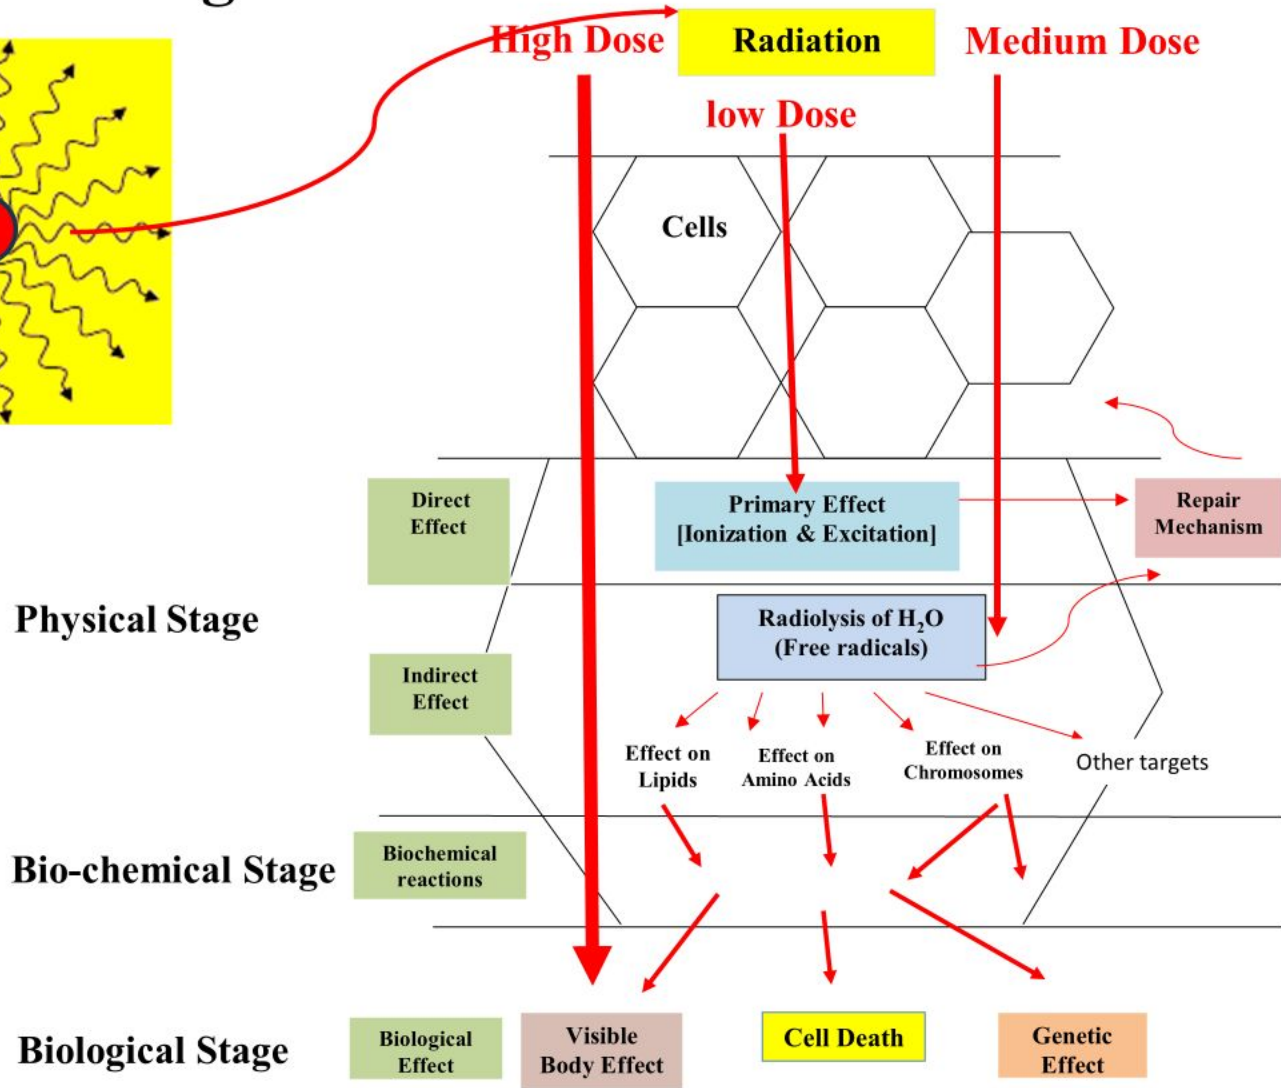 High Dose
Radiation
Medium Dose
low Dose
Cells
Direct
Effect
Primary Effect
[Ionization & Excitation]
Repair
Mechanism
Physical Stage
Radiolysis of H₂O
(Free radicals)
Indirect
Effect
Effect on
Lipids
Effect on
Amino Acids
Effect on
Chromosomes
Other targets
Bio-chemical Stage
Biochemical
reactions
Biological Stage
Biological
Effect
Visible
Body Effect
Cell Death
Genetic
Effect